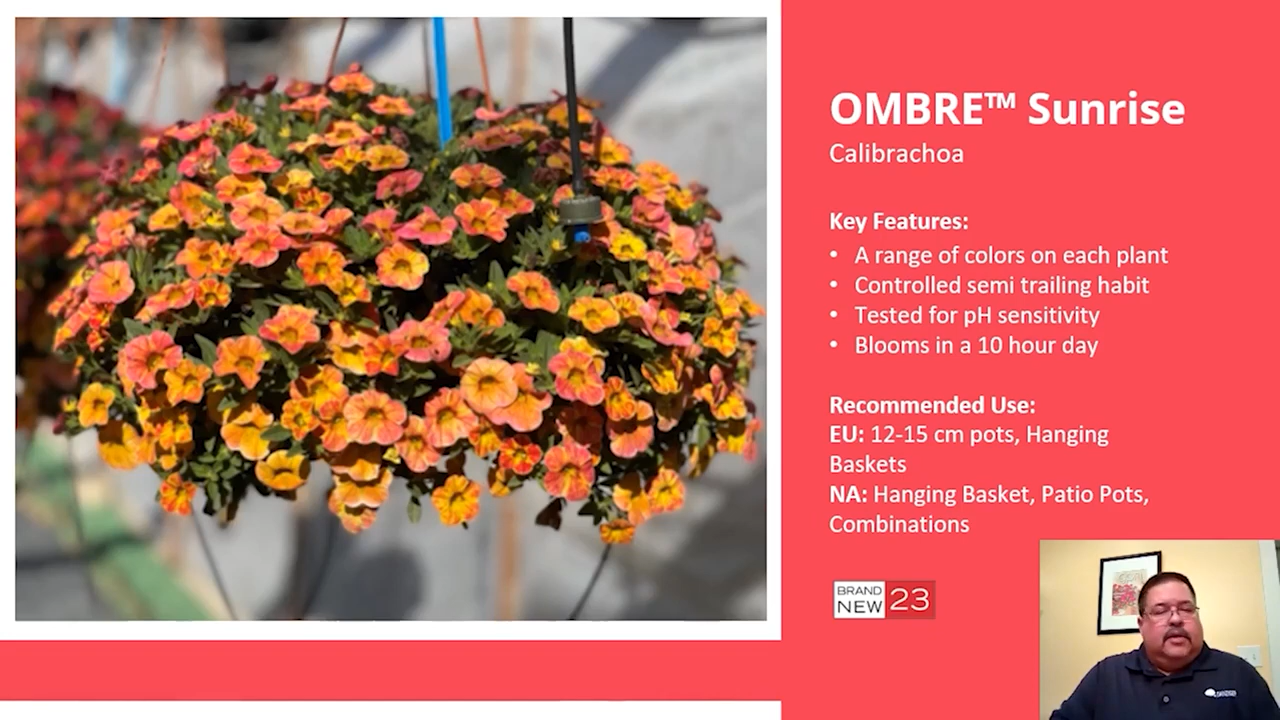 OMBRE™ Sunrise
Calibrachoa
Key Features:
• A range of colors on each plant
• Controlled semi trailing habit
• Tested for pH sensitivity
• Blooms in a 10 hour day
Recommended Use:
EU: 12-15 cm pots, Hanging
Baskets
NA: Hanging Basket, Patio Pots,
Combinations
BRAND
NEW 23